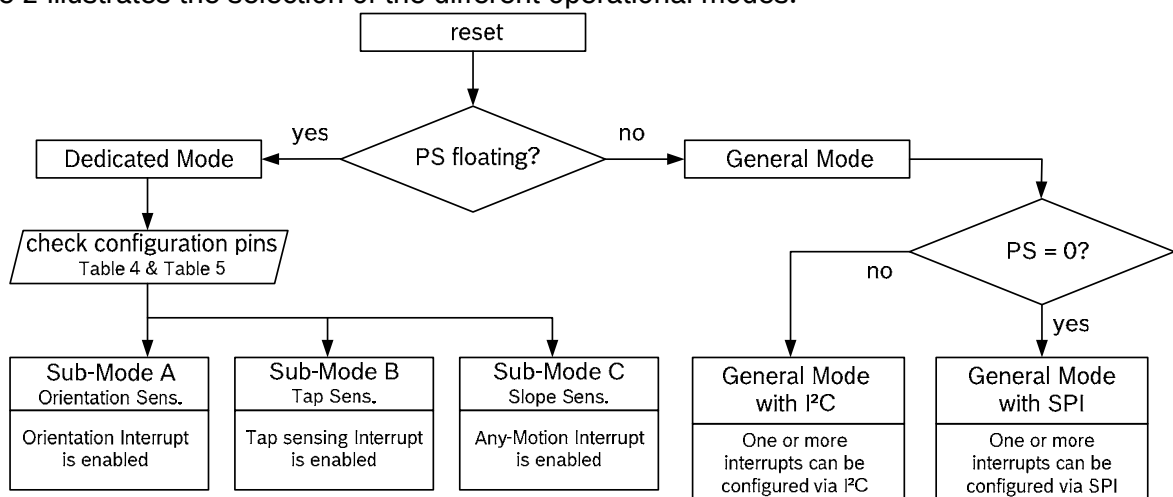 2 illustrates the selection of the different operational modes.
reset
yes
PS floating?
no
Dedicated Mode
General Mode
check configuration pins
Table 4 & Table 5
PS = 0?
no
yes
Sub-Mode A
Orientation Sens.
Orientation Interrupt
is enabled
Sub-Mode B
Tap Sens.
Tap sensing Interrupt
is enabled
Sub-Mode C
Slope Sens.
Any-Motion Interrupt
is enabled
General Mode
with I²C
One or more
interrupts can be
configured via I²C
General Mode
with SPI
One or more
interrupts can be
configured via SPI